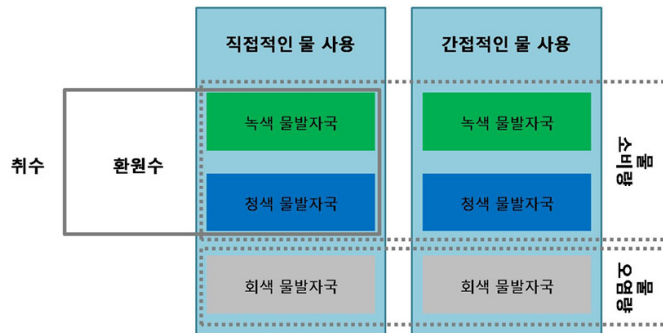 직접적인 물 사용
간접적인 물 사용
녹색 물발자국
녹색 물발자국
취수
환원수
물
소비량
청색 물발자국
청색 물발자국
회색 물발자국
회색 물발자국
물
오염량